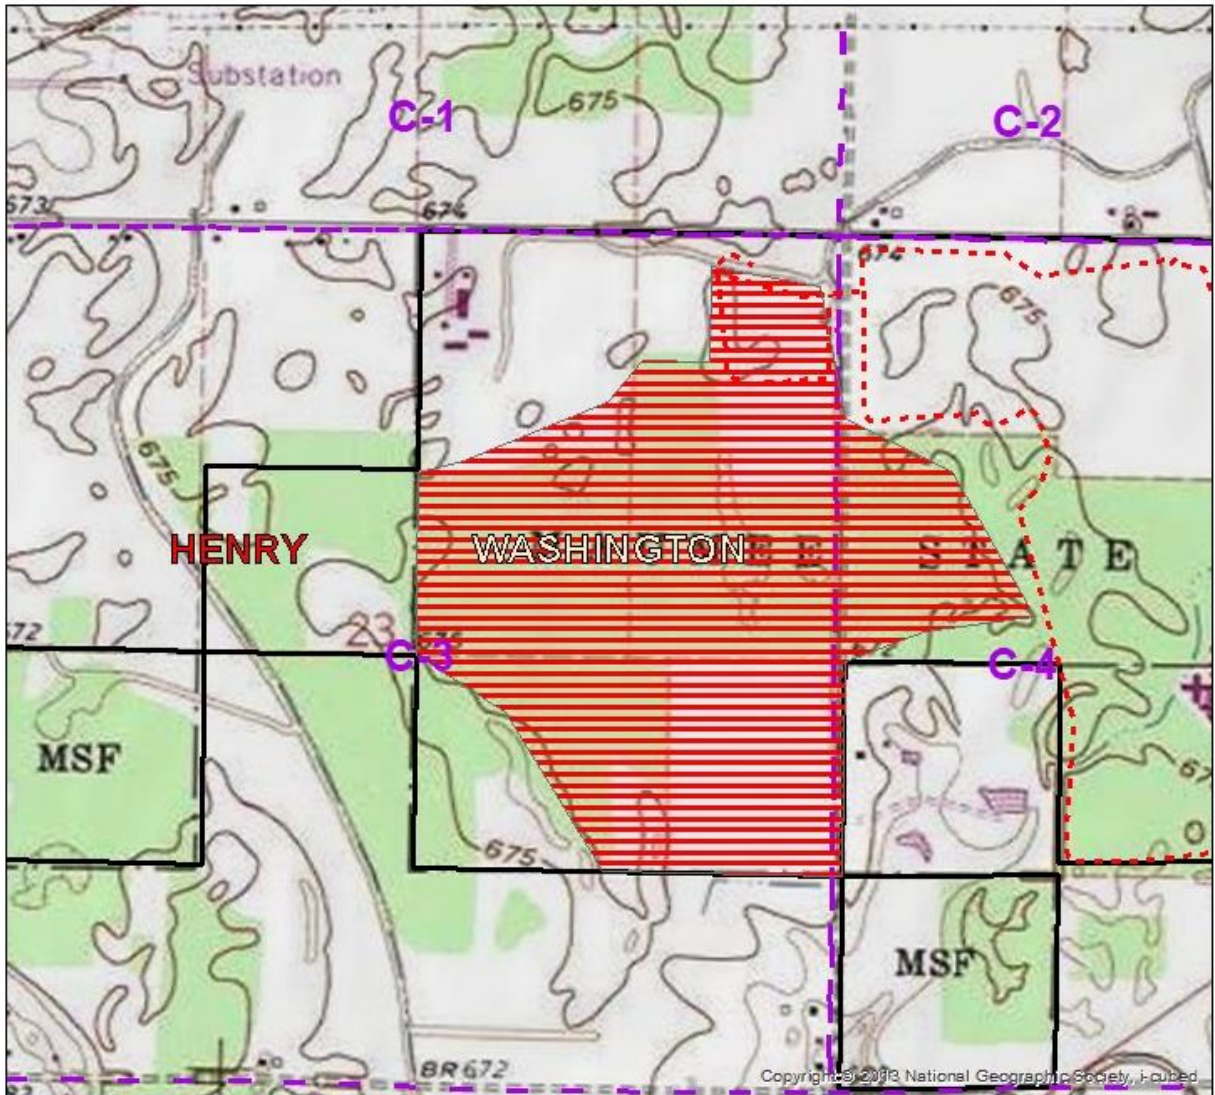 Substation
C-1
675
C-2
673
674
674
675
675
HENRY
WASHINGTON
E E
STATE
672
23
C-3
C-4
MSF
67
675
MSF
BR 672
Copyright © 2013 National Geographic Society, i-cubed